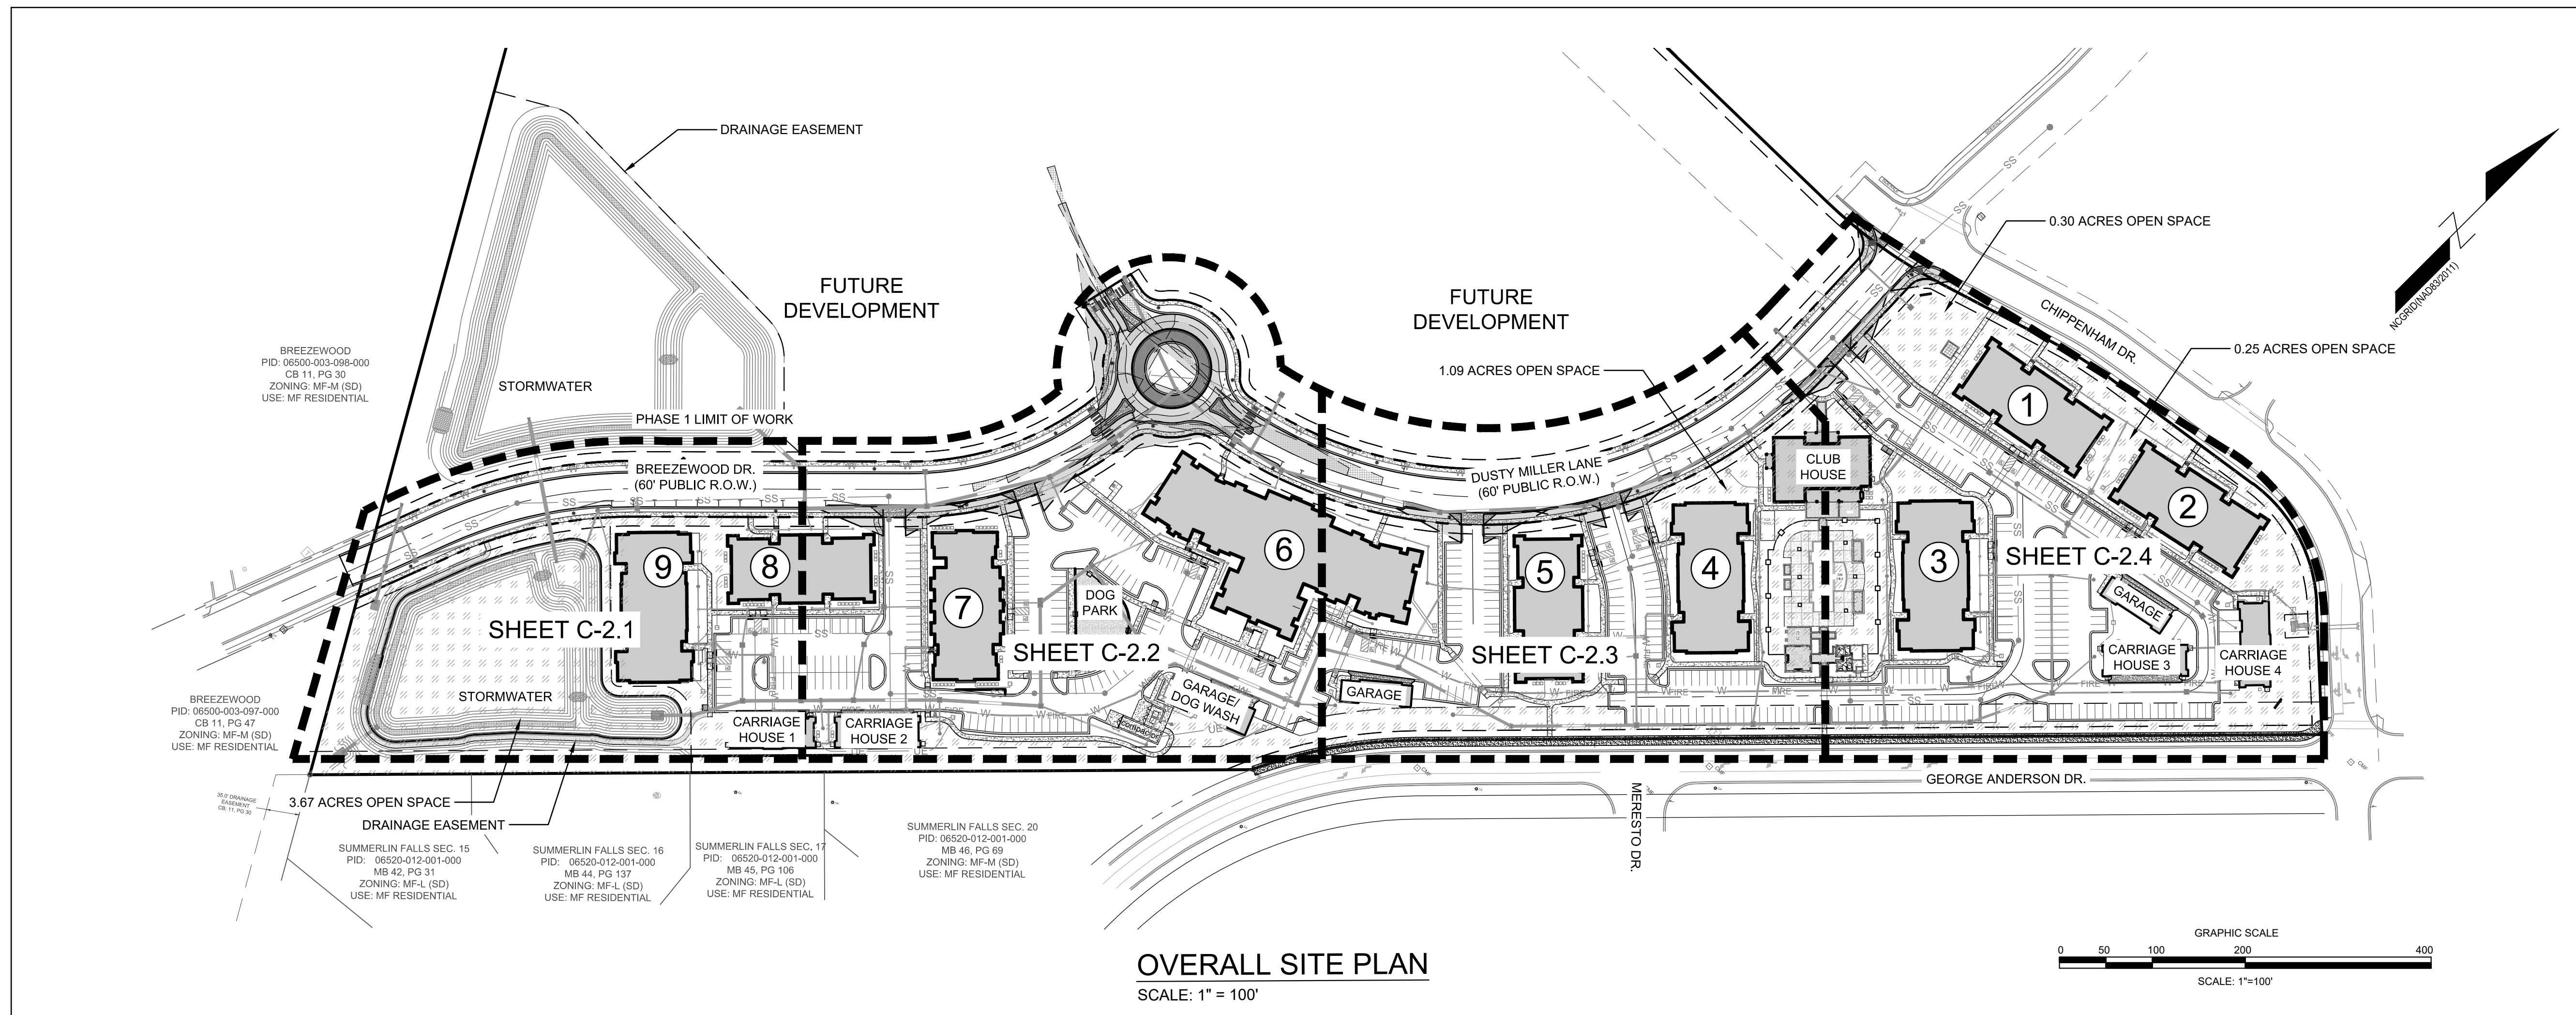 DRAINAGE EASEMENT
0.30 ACRES OPEN SPACE
NCGRID(NAD83/2011)
FUTURE
DEVELOPMENT
FUTURE
DEVELOPMENT
CHIPPENHAM DR.
0.25 ACRES OPEN SPACE
BREEZEWOOD
PID: 06500-003-098-000
CB 11, PG 30
ZONING: MF-M (SD)
USE: MF RESIDENTIAL
STORMWATER
1.09 ACRES OPEN SPACE
PHASE 1 LIMIT OF WORK
BREEZEWOOD DR.
(60' PUBLIC R.O.W.)
DUSTY MILLER LANE
(60' PUBLIC R.O.W.)
CLUB
HOUSE
1
2
3
4
5
6
7
8
9
SHEET C-2.1
SHEET C-2.2
SHEET C-2.3
SHEET C-2.4
DOG
PARK
STORMWATER
GARAGE/
DOG WASH
GARAGE
GARAGE
CARRIAGE
HOUSE 1
CARRIAGE
HOUSE 2
CARRIAGE
HOUSE 3
CARRIAGE
HOUSE 4
BREEZEWOOD
PID: 06500-003-097-000
CB 11, PG 47
ZONING: MF-M (SD)
USE: MF RESIDENTIAL
GEORGE ANDERSON DR.
MERESTO DR.
35.0' DRAINAGE
EASEMENT
CB: 11, PG 30
3.67 ACRES OPEN SPACE
DRAINAGE EASEMENT
SUMMERLIN FALLS SEC. 15
PID: 06520-012-001-000
MB 42, PG 31
ZONING: MF-L (SD)
USE: MF RESIDENTIAL
SUMMERLIN FALLS SEC. 16
PID: 06520-012-001-000
MB 44, PG 137
ZONING: MF-L (SD)
USE: MF RESIDENTIAL
SUMMERLIN FALLS SEC. 17
PID: 06520-012-001-000
MB 45, PG 106
ZONING: MF-L (SD)
USE: MF RESIDENTIAL
SUMMERLIN FALLS SEC. 20
PID: 06520-012-001-000
MB 46, PG 69
ZONING: MF-M (SD)
USE: MF RESIDENTIAL
OVERALL SITE PLAN
SCALE: 1" = 100'
GRAPHIC SCALE
0 50 100 200 400
SCALE: 1"=100'